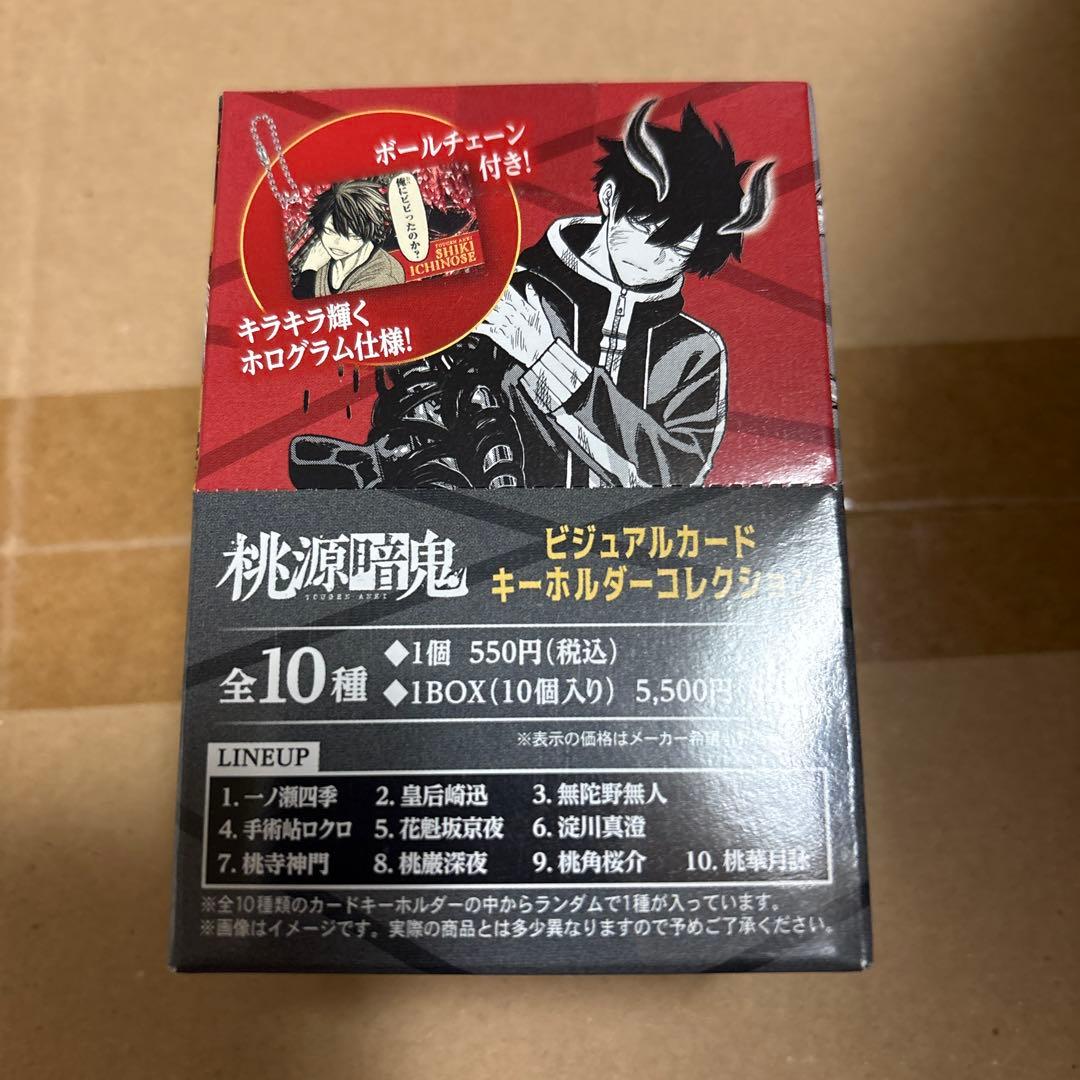 ボールチェーン
付き!
俺にビビったのか?
TOUGEN ANKI
SHIKI
ICHINOSE
キラキラ輝く
ホログラム仕様!
桃源暗鬼
TOUGEN ANKI
ビジュアルカード
キーホルダーコレクション
全10種
◆1個 550円(税込)
◆1BOX(10個入り) 5,500円
※表示の価格はメーカー希望小
LINEUP
1. 一ノ瀬四季 2. 皇后崎迅 3. 無陀野無人
4. 手術岾ロクロ 5. 花魁坂京夜 6. 淀川真澄
7. 桃寺神門 8. 桃巌深夜 9. 桃角桜介 10. 桃華月詠
※全10種類のカードキーホルダーの中からランダムで1種が入っています。
※画像はイメージです。実際の商品とは多少異なりますので予めご了承ください。